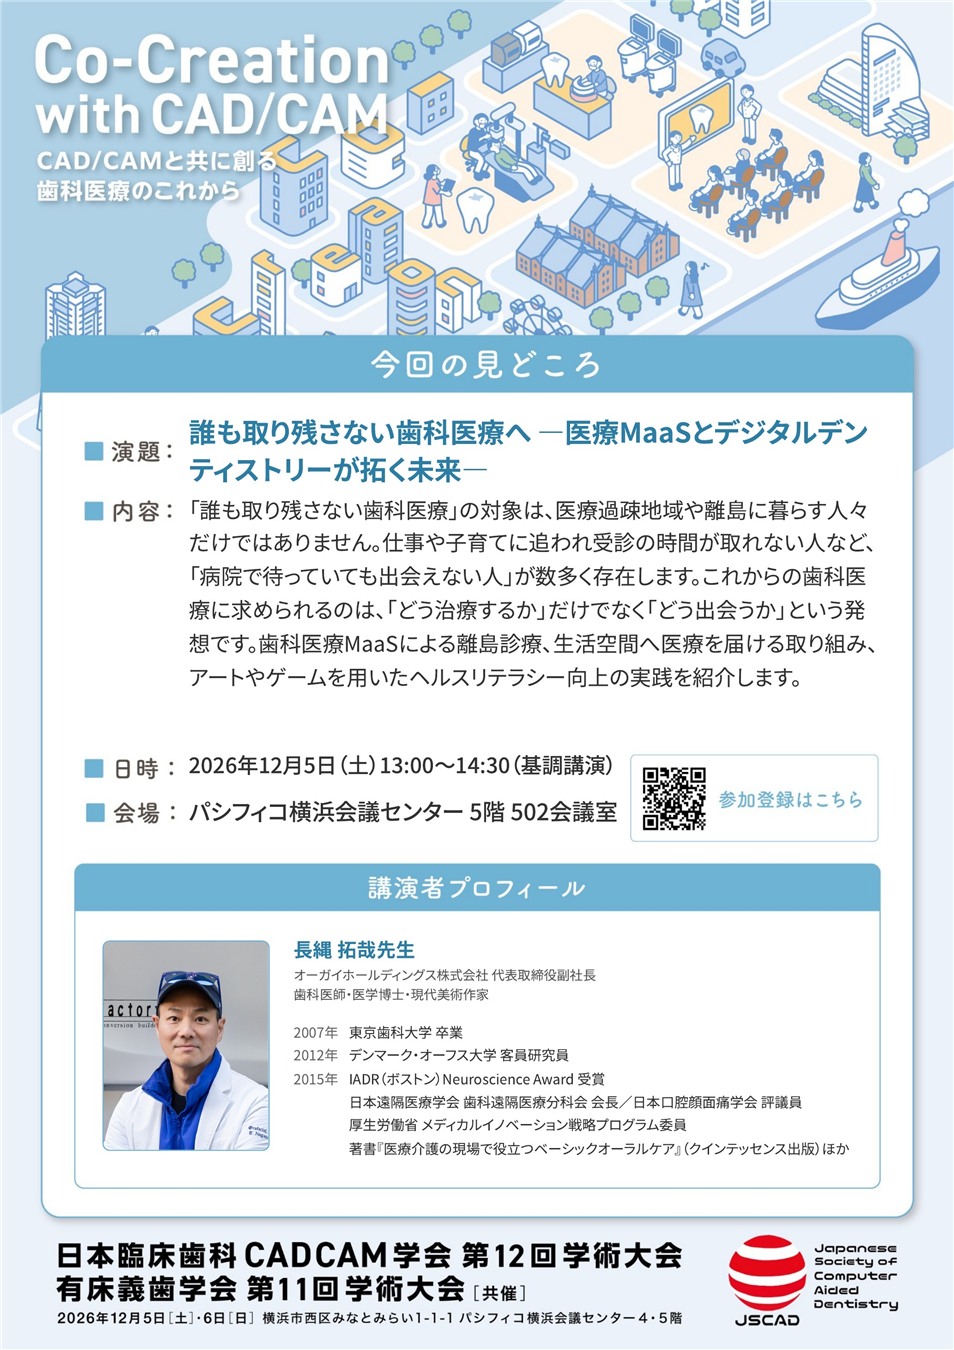 Co-Creation
with CAD/CAM
CAD/CAMと共に創る
歯科医療のこれから
Co
Creation
今回の見どころ
演題：
誰も取り残さない歯科医療へ ―医療MaaSとデジタルデン
ティストリーが拓く未来―
内容：
「誰も取り残さない歯科医療」の対象は、医療過疎地域や離島に暮らす人々
だけではありません。仕事や子育てに追われ受診の時間が取れない人など、
「病院で待っていても出会えない人」が数多く存在します。これからの歯科医
療に求められるのは、「どう治療するか」だけでなく「どう出会うか」という発
想です。歯科医療MaaSによる離島診療、生活空間へ医療を届ける取り組み、
アートやゲームを用いたヘルスリテラシー向上の実践を紹介します。
日時：2026年12月5日（土）13:00～14:30（基調講演）
会場：パシフィコ横浜会議センター 5階 502会議室
参加登録はこちら
講演者プロフィール
actory
onversion build
長縄 拓哉先生
オーガイホールディングス株式会社 代表取締役副社長
歯科医師・医学博士・現代美術作家
2007年 東京歯科大学 卒業
2012年 デンマーク・オーフス大学 客員研究員
2015年 IADR（ボストン）Neuroscience Award 受賞
日本遠隔医療学会 歯科遠隔医療分科会 会長／日本口腔顔面痛学会 評議員
厚生労働省 メディカルイノベーション戦略プログラム委員
著書『医療介護の現場で役立つベーシックオーラルケア』（クインテッセンス出版）ほか
日本臨床歯科CADCAM学会 第12回学術大会
有床義歯学会 第11回学術大会［共催］
2026年12月5日［土］・6日［日］ 横浜市西区みなとみらい1-1-1 パシフィコ横浜会議センター4・5階
JSCAD
Japanese
Society of
Computer
Aided
Dentistry